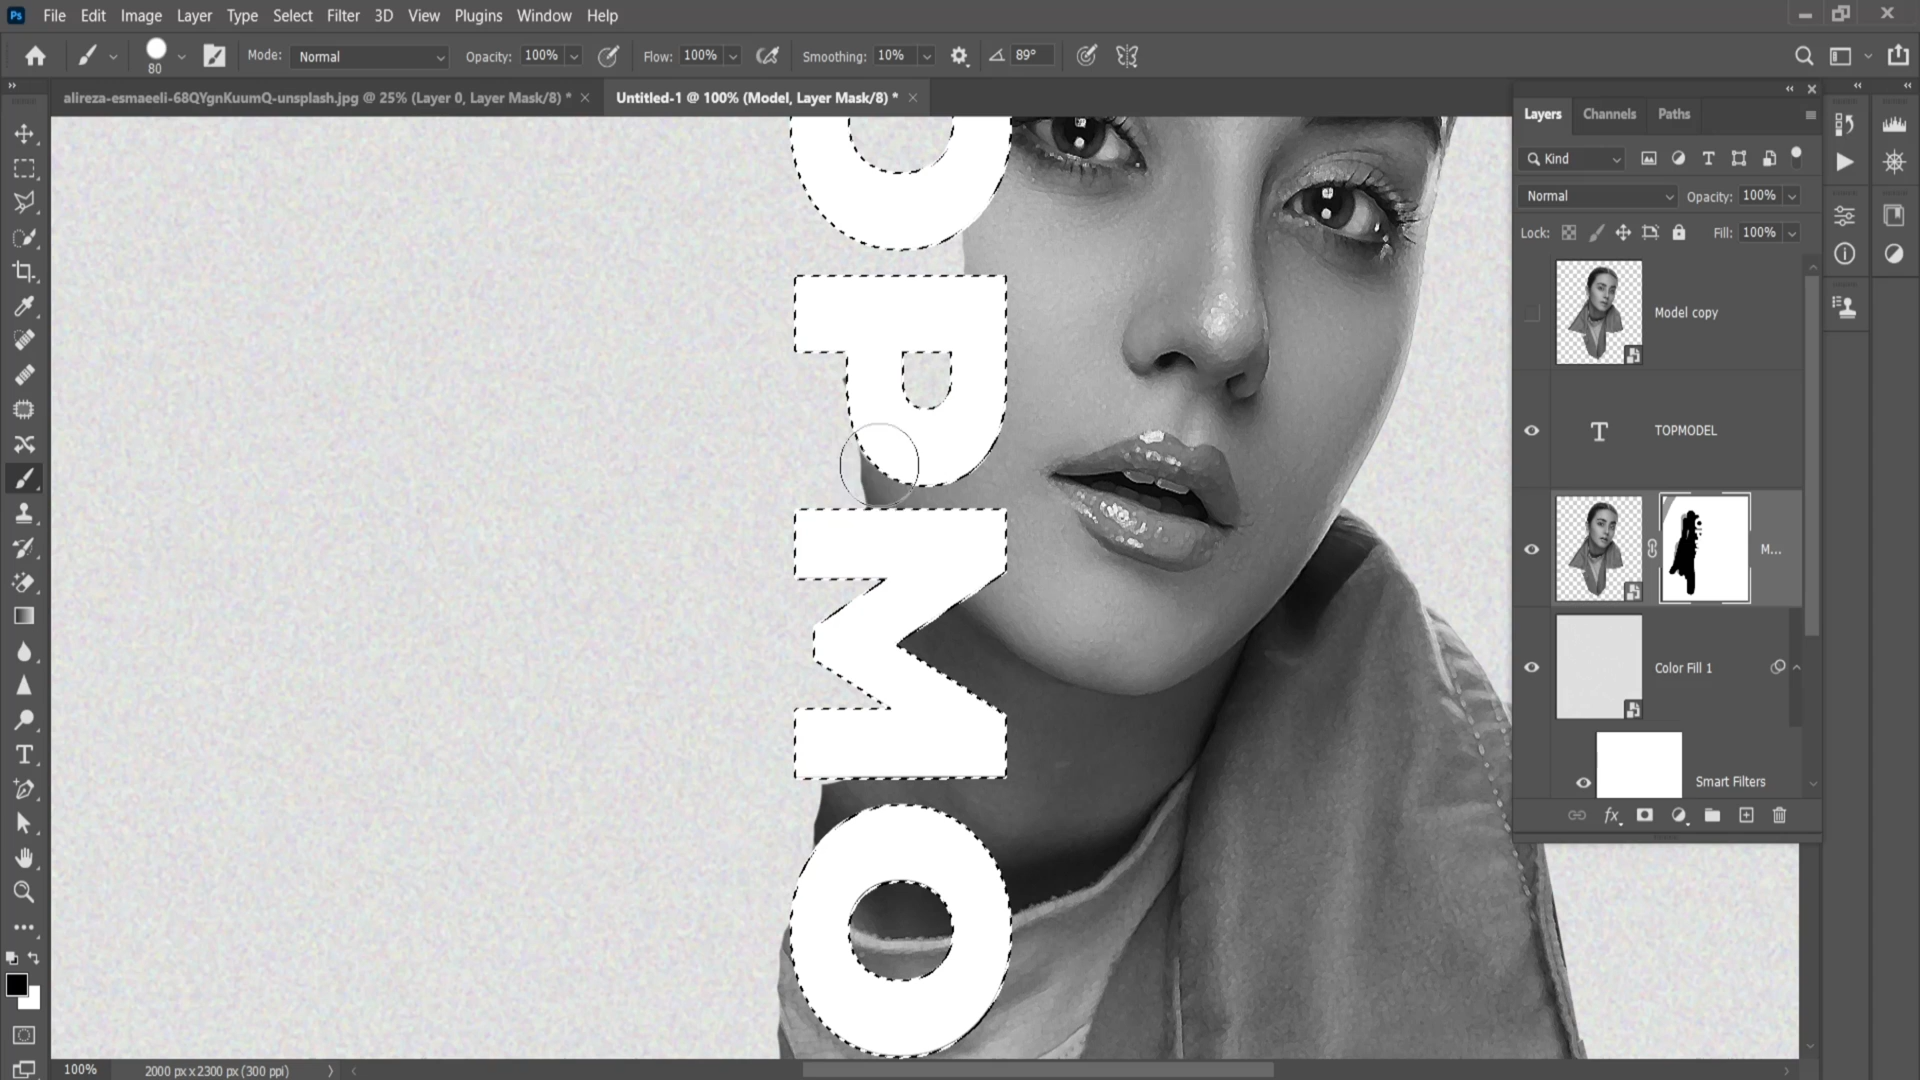 Ps File Edit Image Layer Type Select Filter 3D View Plugins Window Help
80 Mode: Normal Opacity: 100% Flow: 100% Smoothing: 10% 89°
alireza-esmaeeli-68QYgnKuumQ-unsplash.jpg @ 25% (Layer 0, Layer Mask/8) *
Untitled-1 @ 100% (Model, Layer Mask/8) *
Layers Channels Paths
Kind
Normal Opacity: 100%
Lock: Fill: 100%
Model copy
TOPMODEL
M...
Color Fill 1
Smart Filters
fx
OPMO
100% 2000 px x 2300 px (300 ppi)